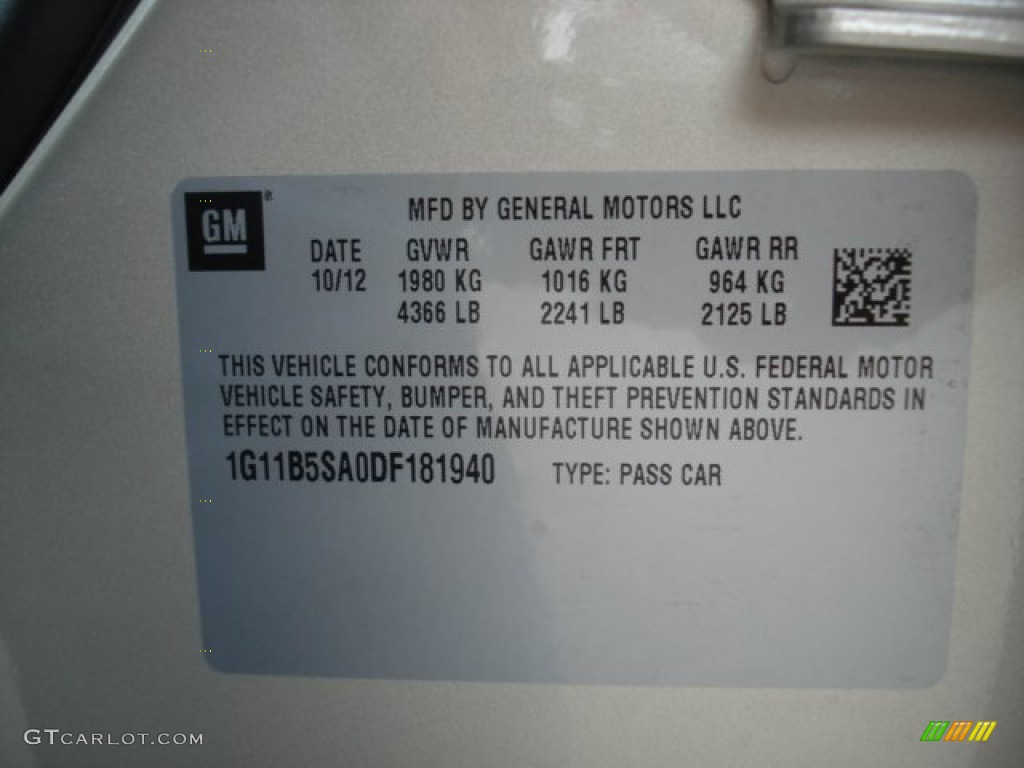 GM®
MFD BY GENERAL MOTORS LLC
DATE GVWR GAWR FRT GAWR RR
10/12 1980 KG 1016 KG 964 KG
4366 LB 2241 LB 2125 LB
THIS VEHICLE CONFORMS TO ALL APPLICABLE U.S. FEDERAL MOTOR
VEHICLE SAFETY, BUMPER, AND THEFT PREVENTION STANDARDS IN
EFFECT ON THE DATE OF MANUFACTURE SHOWN ABOVE.
1G11B5SA0DF181940 TYPE: PASS CAR
GTCARLOT.COM